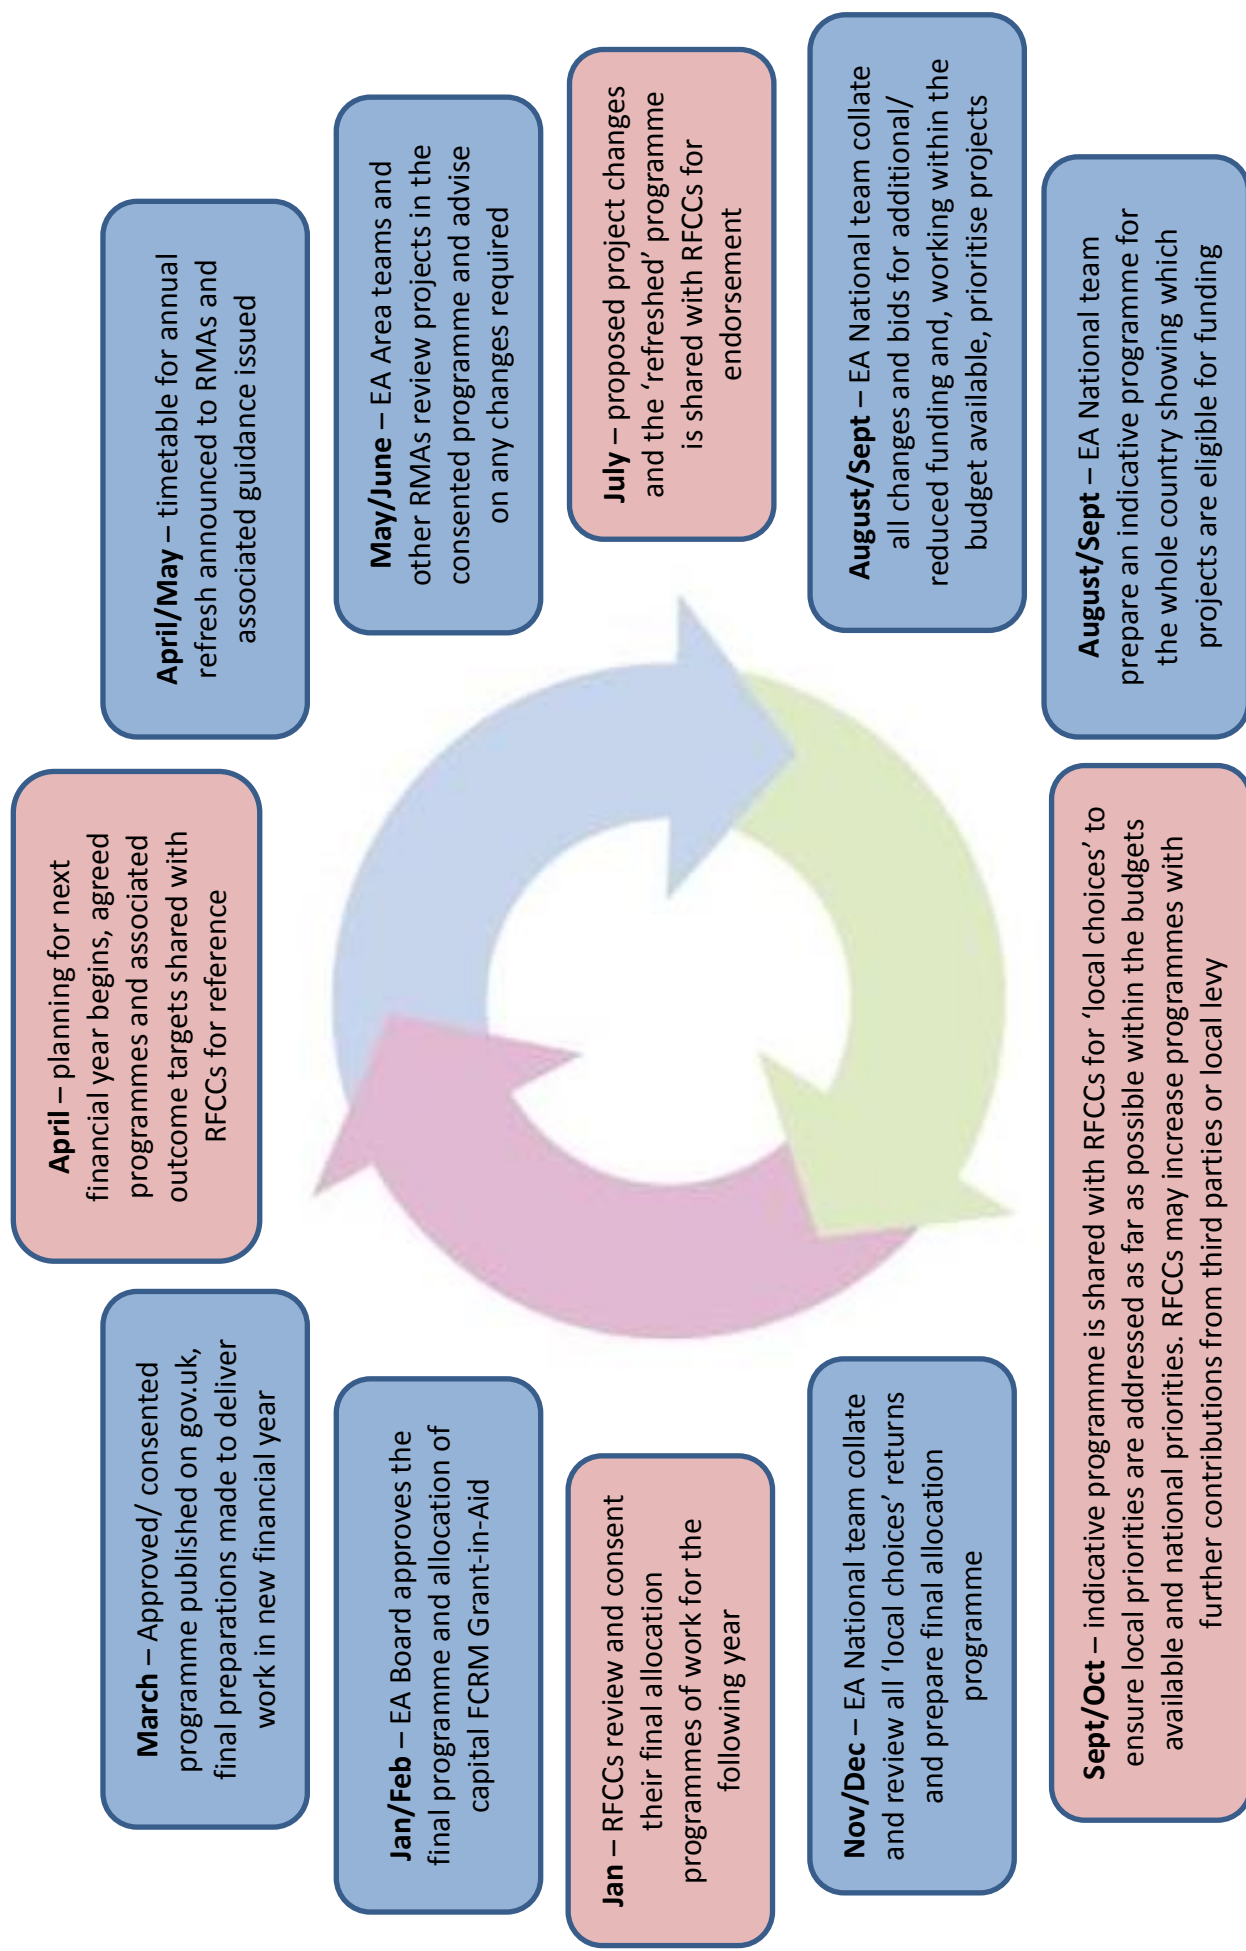 April – planning for next
financial year begins, agreed
programmes and associated
outcome targets shared with
RFCCs for reference
April/May – timetable for annual
refresh announced to RMAs and
associated guidance issued
May/June – EA Area teams and
other RMAs review projects in the
consented programme and advise
on any changes required
July – proposed project changes
and the ‘refreshed’ programme
is shared with RFCCs for
endorsement
August/Sept – EA National team collate
all changes and bids for additional/
reduced funding and, working within the
budget available, prioritise projects
August/Sept – EA National team
prepare an indicative programme for
the whole country showing which
projects are eligible for funding
Sept/Oct – indicative programme is shared with RFCCs for ‘local choices’ to
ensure local priorities are addressed as far as possible within the budgets
available and national priorities. RFCCs may increase programmes with
further contributions from third parties or local levy
Nov/Dec – EA National team collate
and review all ‘local choices’ returns
and prepare final allocation
programme
Jan – RFCCs review and consent
their final allocation
programmes of work for the
following year
Jan/Feb – EA Board approves the
final programme and allocation of
capital FCRM Grant-in-Aid
March – Approved/ consented
programme published on gov.uk,
final preparations made to deliver
work in new financial year